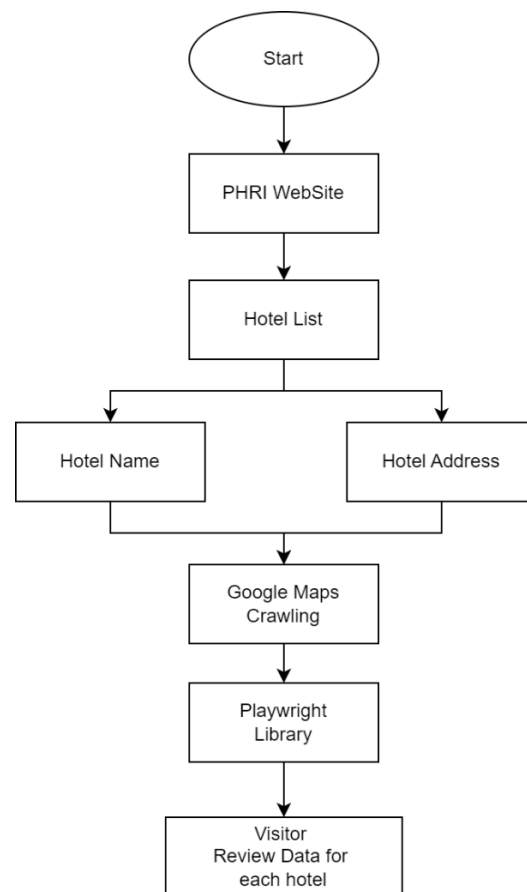 Start
PHRI WebSite
Hotel List
Hotel Name
Hotel Address
Google Maps
Crawling
Playwright
Library
Visitor
Review Data for
each hotel